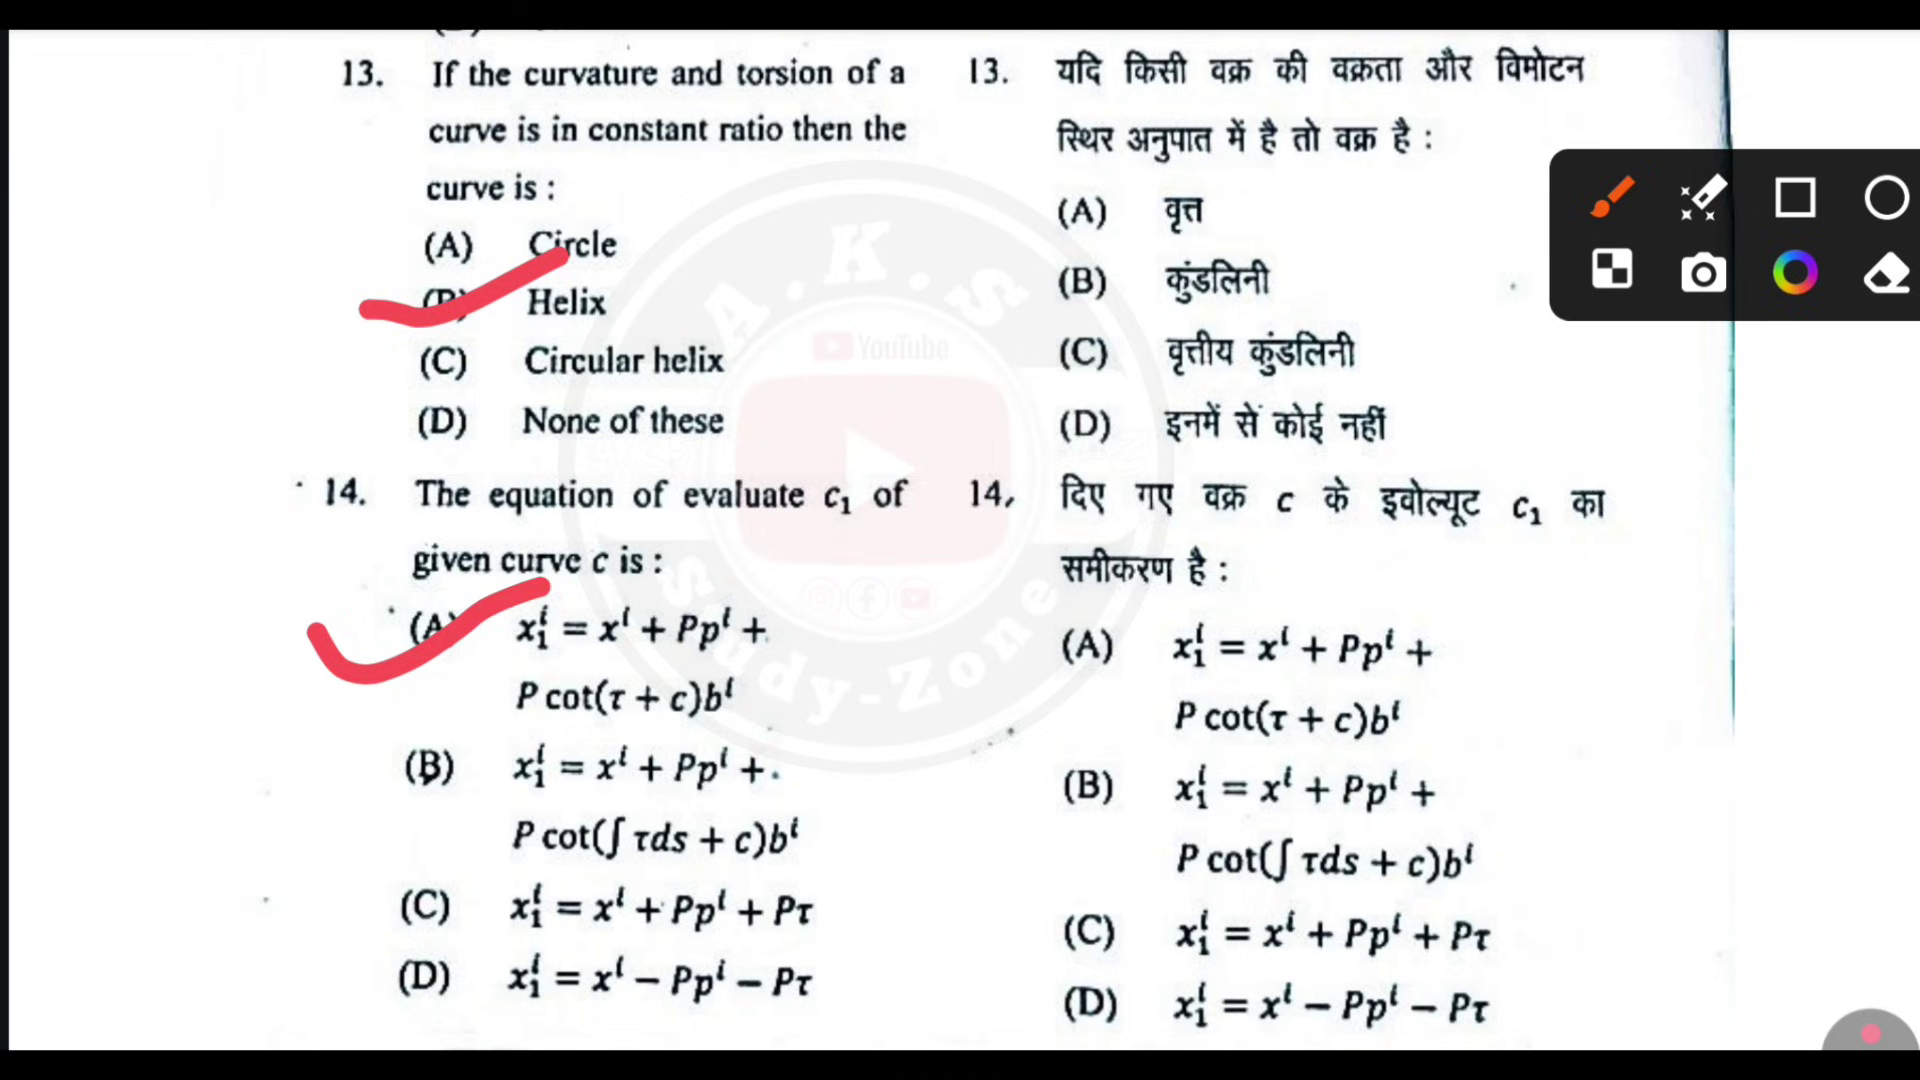 13. If the curvature and torsion of a
curve is in constant ratio then the
curve is :
(A) Circle
(B) Helix
(C) Circular helix
(D) None of these
14. The equation of evaluate c₁ of
given curve c is :
(A) x₁ⁱ = xⁱ + Ppⁱ +
P cot(τ + c)bⁱ
(B) x₁ⁱ = xⁱ + Ppⁱ +
P cot(∫ τds + c)bⁱ
(C) x₁ⁱ = xⁱ + Ppⁱ + Pτ
(D) x₁ⁱ = xⁱ − Ppⁱ − Pτ
13. यदि किसी वक्र की वक्रता और विमोटन
स्थिर अनुपात में है तो वक्र है :
(A) वृत्त
(B) कुंडलिनी
(C) वृत्तीय कुंडलिनी
(D) इनमें से कोई नहीं
14. दिए गए वक्र c के इवोल्यूट c₁ का
समीकरण है :
(A) x₁ⁱ = xⁱ + Ppⁱ +
P cot(τ + c)bⁱ
(B) x₁ⁱ = xⁱ + Ppⁱ +
P cot(∫ τds + c)bⁱ
(C) x₁ⁱ = xⁱ + Ppⁱ + Pτ
(D) x₁ⁱ = xⁱ − Ppⁱ − Pτ
A.K.S
YouTube
Study-Zone